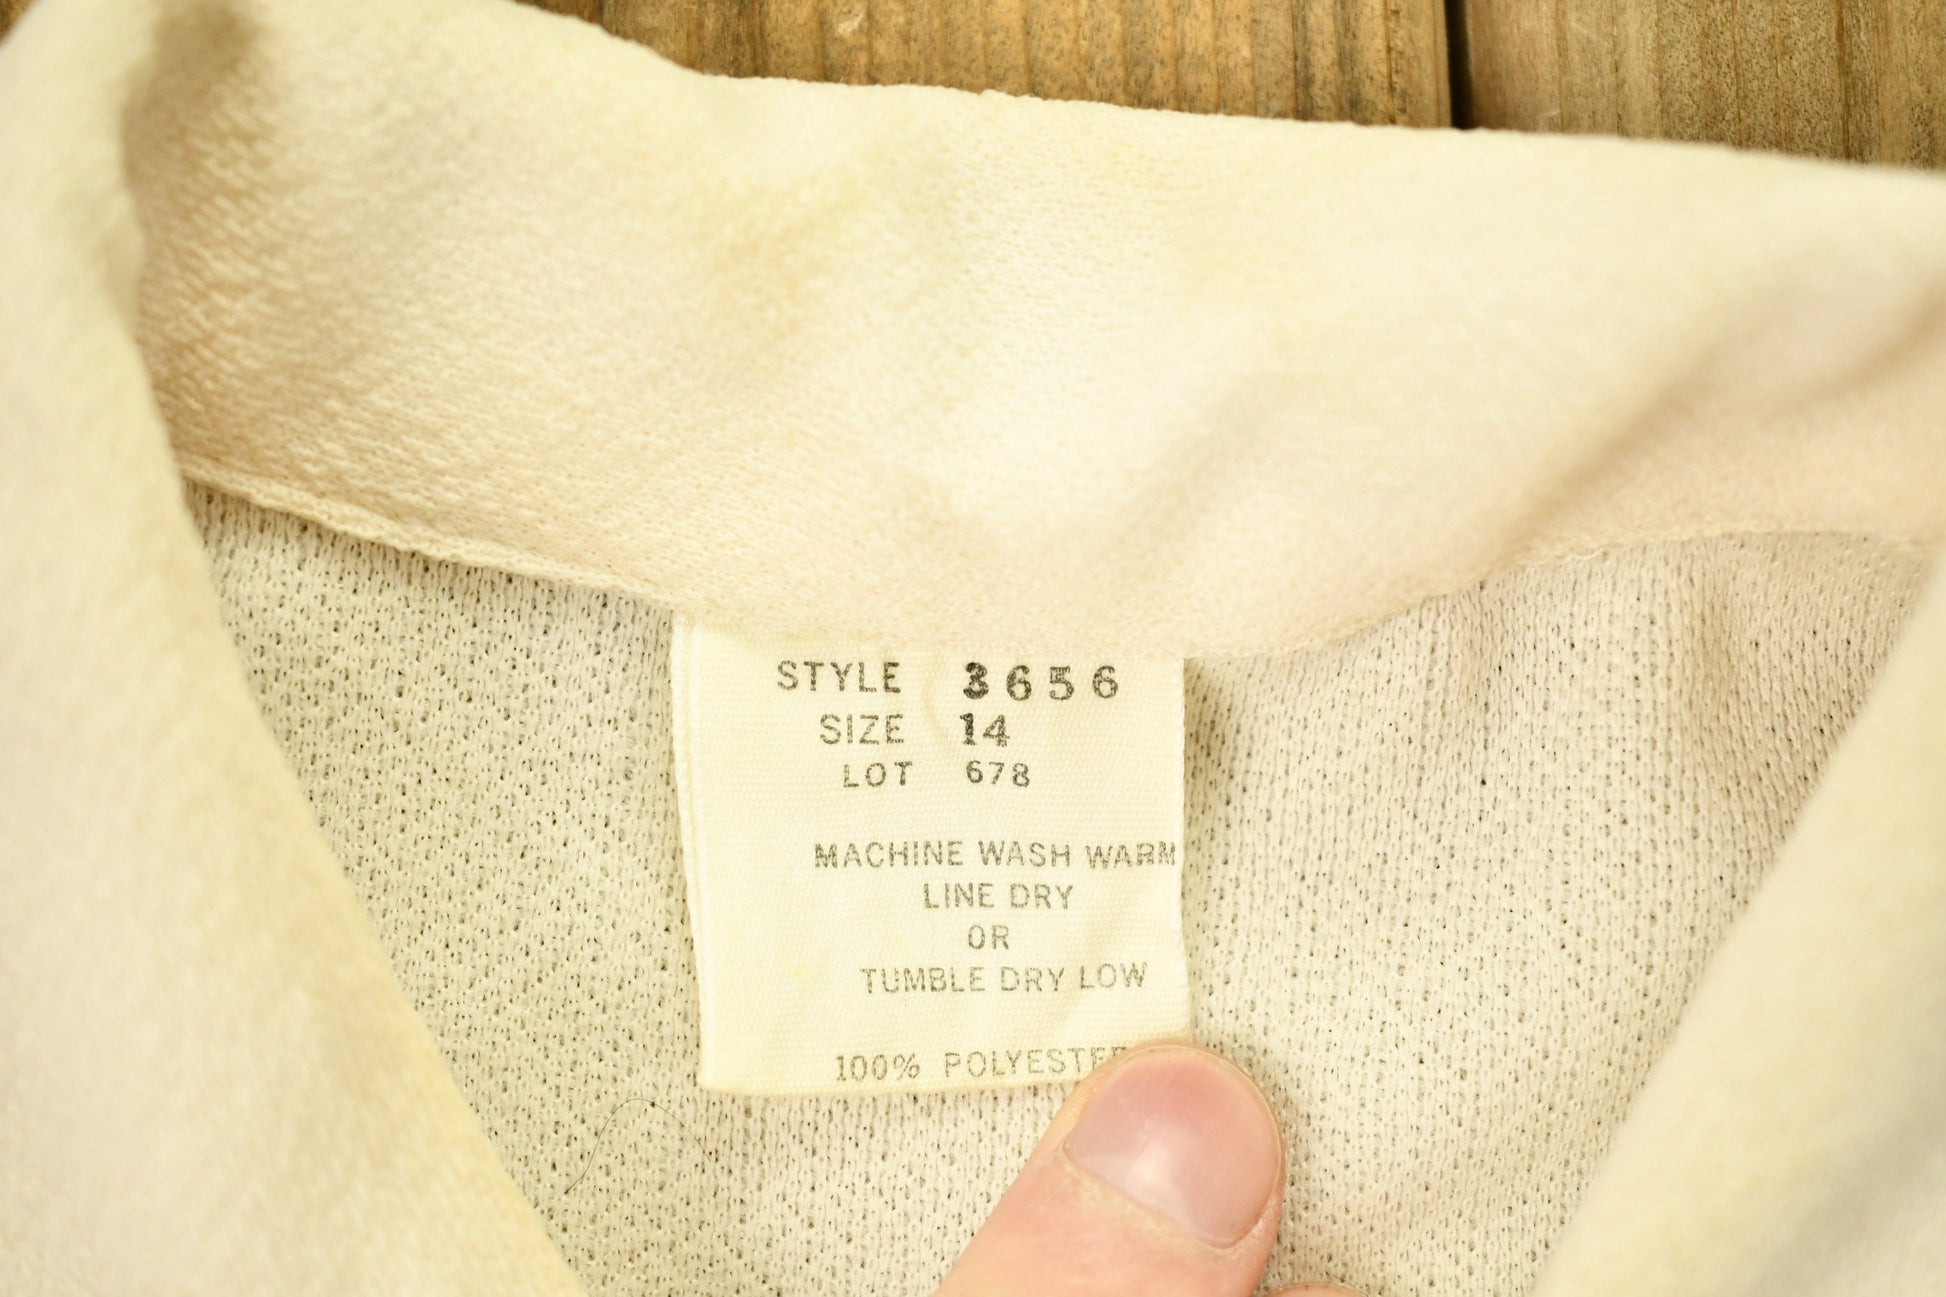 STYLE 3656
SIZE 14
LOT 678
MACHINE WASH WARM
LINE DRY
OR
TUMBLE DRY LOW
100% POLYESTER